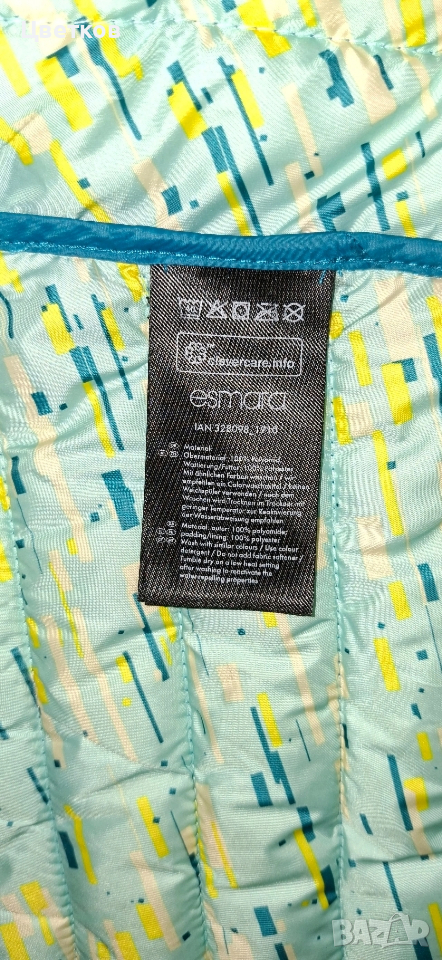 Цветков
clevercare.info
esmara
IAN 328098_1910
Material:
Obermaterial: 100% Polyamid
Wattierung/Futter: 100% Polyester
Mit ähnlichen Farben waschen / wir
empfehlen ein Colorwaschmittel / keinen
Weichspüler verwenden / nach dem
Waschen wird Trocknen im Trockner mit
geringer Temperatur zur Reaktivierung
der Wasserabweisung empfohlen
Material: outer: 100% polyamide;
padding/lining: 100% polyester
Wash with similar colours / Use colour
detergent / Do not add fabric softener /
Tumble dry on a low heat setting
after washing to reactivate the
water-repelling properties
BAZAR